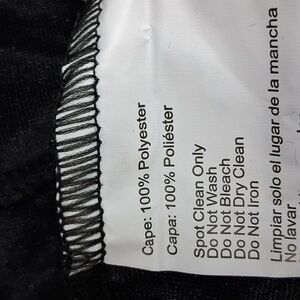 Cape: 100% Polyester
Capa: 100% Poliéster
Spot Clean Only
Do Not Wash
Do Not Bleach
Do Not Dry Clean
Do Not Iron
Limpiar solo el lugar de la mancha
No lavar